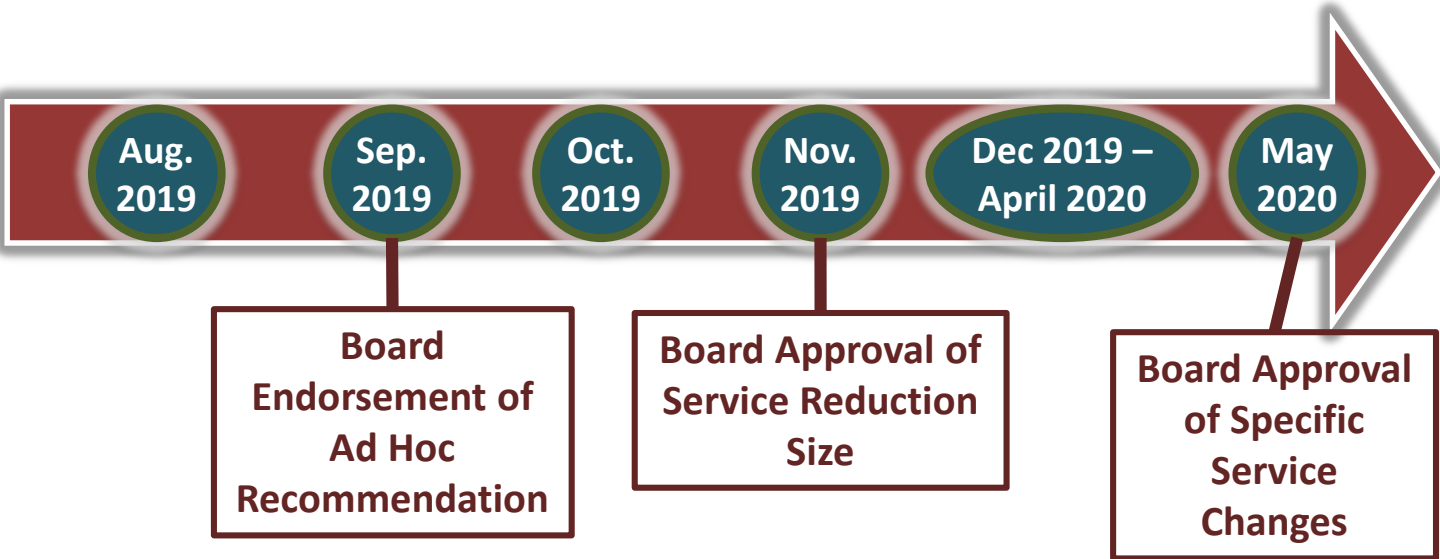 Aug.
2019
Sep.
2019
Oct.
2019
Nov.
2019
Dec 2019 –
April 2020
May
2020
Board
Endorsement of
Ad Hoc
Recommendation
Board Approval of
Service Reduction
Size
Board Approval
of Specific
Service
Changes